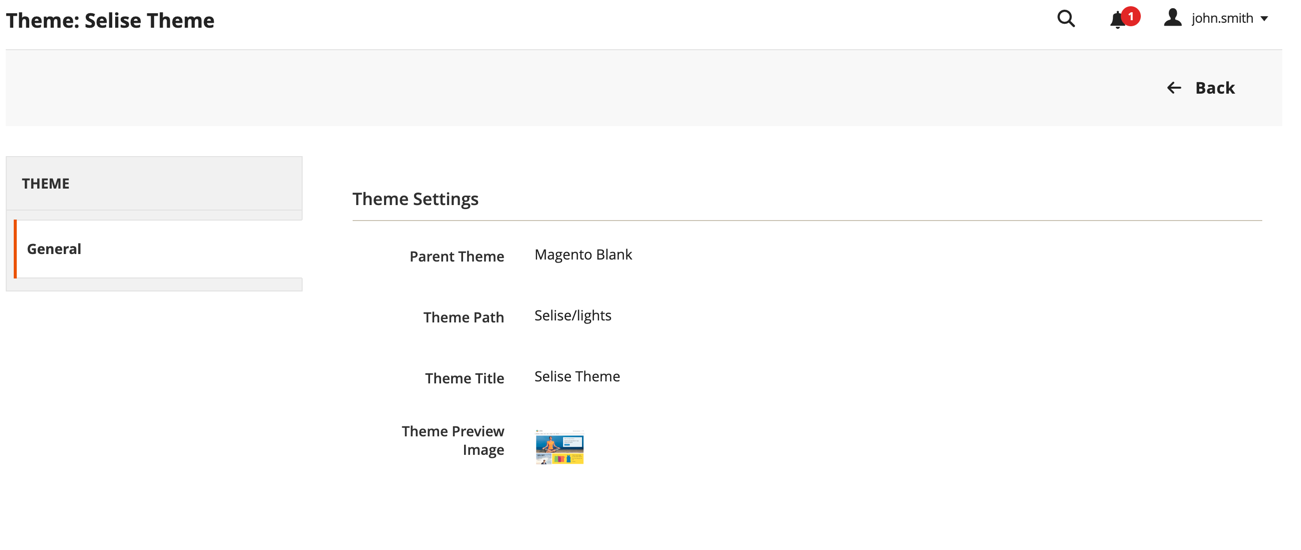 Theme: Selise Theme
1
john.smith
Back
THEME
General
Theme Settings
Parent Theme
Magento Blank
Theme Path
Selise/lights
Theme Title
Selise Theme
Theme Preview
Image